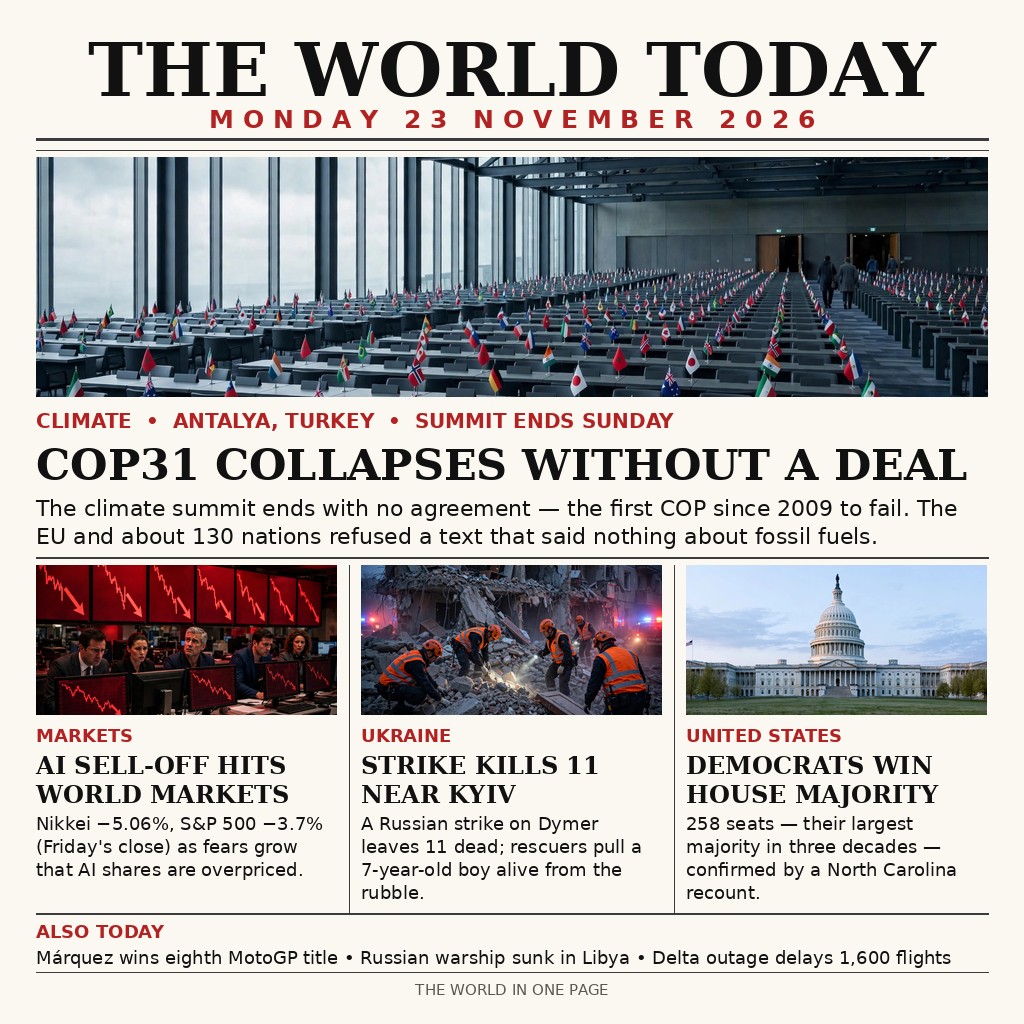 THE WORLD TODAY
MONDAY 23 NOVEMBER 2026
CLIMATE • ANTALYA, TURKEY • SUMMIT ENDS SUNDAY
COP31 COLLAPSES WITHOUT A DEAL
The climate summit ends with no agreement — the first COP since 2009 to fail. The
EU and about 130 nations refused a text that said nothing about fossil fuels.
MARKETS
AI SELL-OFF HITS
WORLD MARKETS
Nikkei −5.06%, S&P 500 −3.7%
(Friday's close) as fears grow
that AI shares are overpriced.
UKRAINE
STRIKE KILLS 11
NEAR KYIV
A Russian strike on Dymer
leaves 11 dead; rescuers pull a
7-year-old boy alive from the
rubble.
UNITED STATES
DEMOCRATS WIN
HOUSE MAJORITY
258 seats — their largest
majority in three decades —
confirmed by a North Carolina
recount.
ALSO TODAY
Márquez wins eighth MotoGP title • Russian warship sunk in Libya • Delta outage delays 1,600 flights
THE WORLD IN ONE PAGE